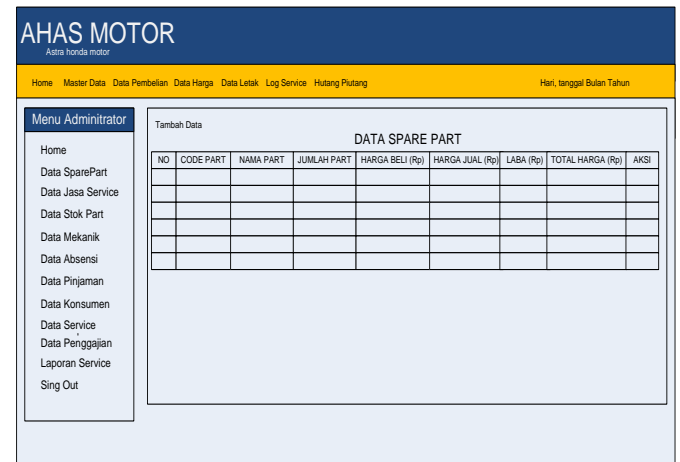 AHAS MOTOR
Astra honda motor
Home Master Data Data Pembelian Data Harga Data Letak Log Service Hutang Piutang Hari, tanggal Bulan Tahun
Menu Adminitrator
Home
Data SparePart
Data Jasa Service
Data Stok Part
Data Mekanik
Data Absensi
Data Pinjaman
Data Konsumen
Data Service
Data Penggajian
Laporan Service
Sing Out
Tambah Data
DATA SPARE PART
NO CODE PART NAMA PART JUMLAH PART HARGA BELI (Rp) HARGA JUAL (Rp) LABA (Rp) TOTAL HARGA (Rp) AKSI